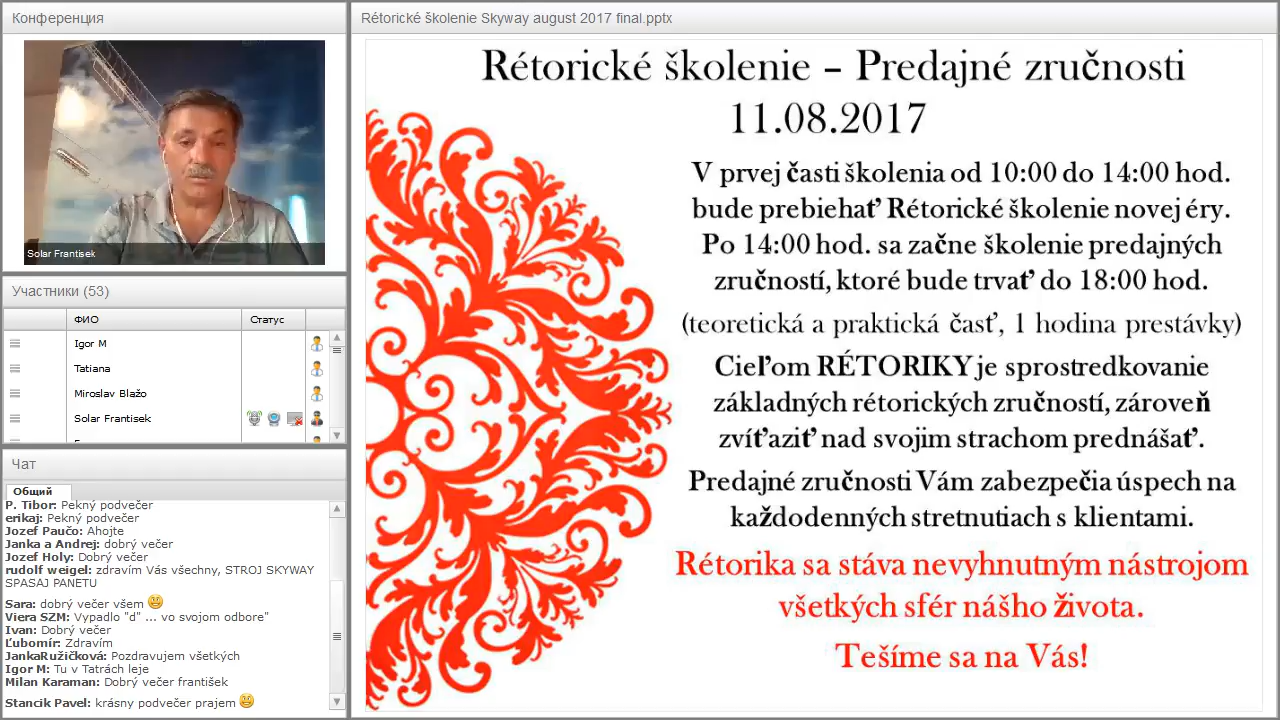 Конференция
Solar Frantisek
Участники (53)
ФИО Статус
Igor M
Tatiana
Miroslav Blažo
Solar Frantisek
Чат
Общий
P. Tibor: Pekný podvečer
erikaj: Pekný podvečer
Jozef Paučo: Ahojte
Janka a Andrej: dobrý večer
Jozef Holy: Dobrý večer
rudolf weigel: zdravím Vás všechny, STROJ SKYWAY
SPASAJ PANETU
Sara: dobrý večer všem
Viera SZM: Vypadlo "d" ... vo svojom odbore"
Ivan: Dobrý večer
Ľubomír: Zdravím
JankaRužičková: Pozdravujem všetkých
Igor M: Tu v Tatrách leje
Milan Karaman: Dobrý večer františek
Stancik Pavel: krásny podvečer prajem
Rétorické školenie Skyway august 2017 final.pptx
Rétorické školenie – Predajné zručnosti
11.08.2017
V prvej časti školenia od 10:00 do 14:00 hod.
bude prebiehať Rétorické školenie novej éry.
Po 14:00 hod. sa začne školenie predajných
zručností, ktoré bude trvať do 18:00 hod.
(teoretická a praktická časť, 1 hodina prestávky)
Cieľom RÉTORIKY je sprostredkovanie
základných rétorických zručností, zároveň
zvíťaziť nad svojim strachom prednášať.
Predajné zručnosti Vám zabezpečia úspech na
každodenných stretnutiach s klientami.
Rétorika sa stáva nevyhnutným nástrojom
všetkých sfér nášho života.
Tešíme sa na Vás!